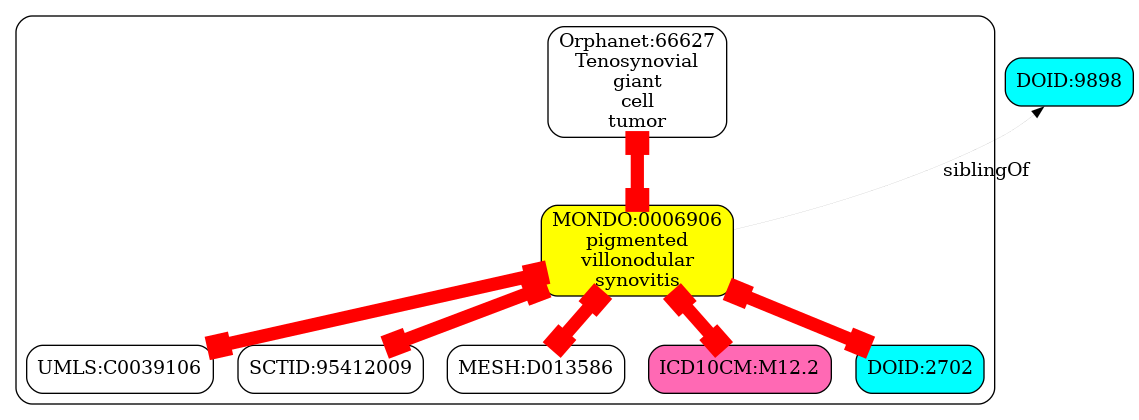 Orphanet:66627
Tenosynovial
giant
cell
tumor
DOID:9898
siblingOf
MONDO:0006906
pigmented
villonodular
synovitis
UMLS:C0039106
SCTID:95412009
MESH:D013586
ICD10CM:M12.2
DOID:2702